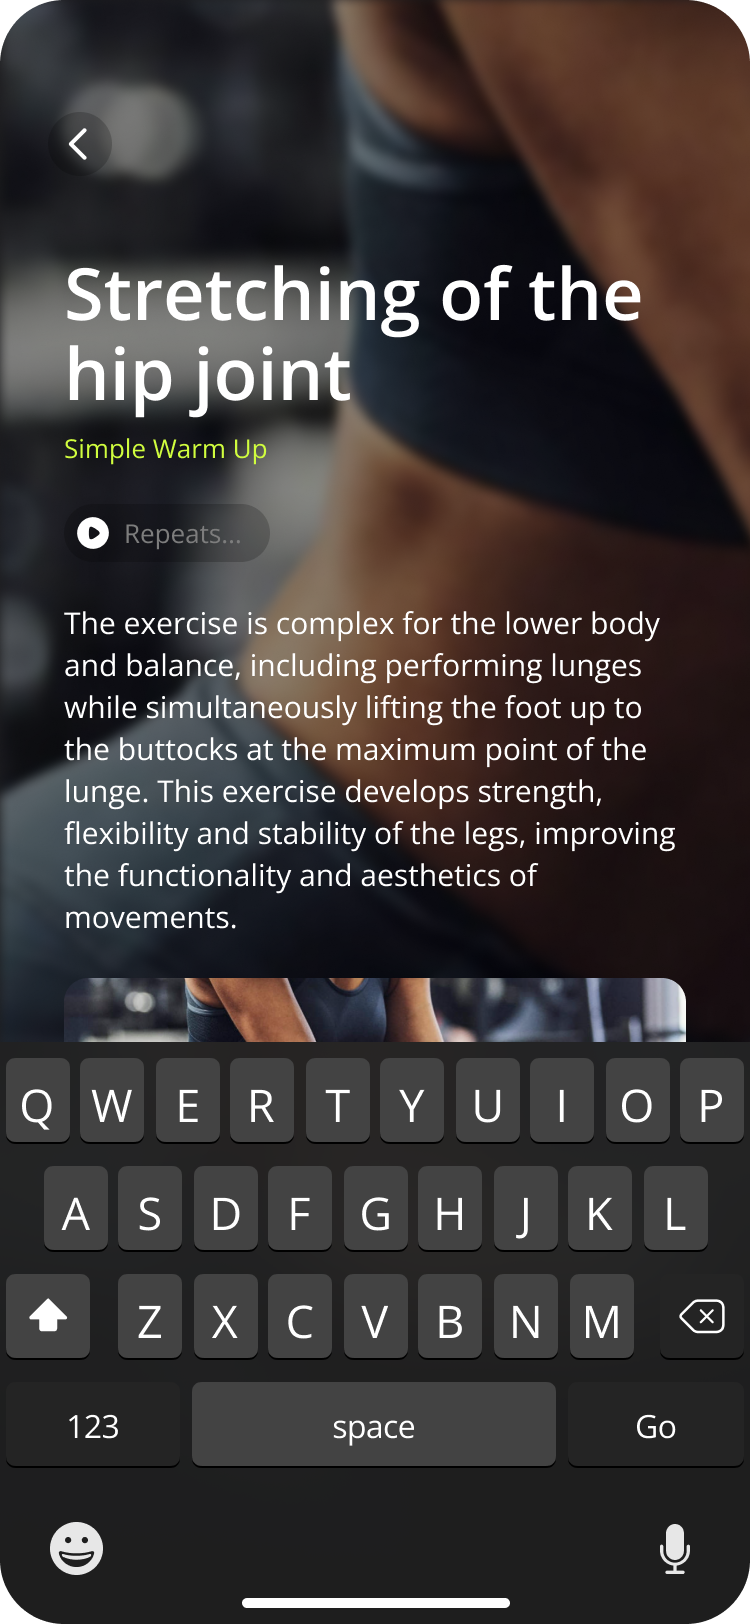 Stretching of the
hip joint
Simple Warm Up
Repeats...
The exercise is complex for the lower body
and balance, including performing lunges
while simultaneously lifting the foot up to
the buttocks at the maximum point of the
lunge. This exercise develops strength,
flexibility and stability of the legs, improving
the functionality and aesthetics of
movements.
Q W E R T Y U I O P
A S D F G H J K L
Z X C V B N M
123 space Go